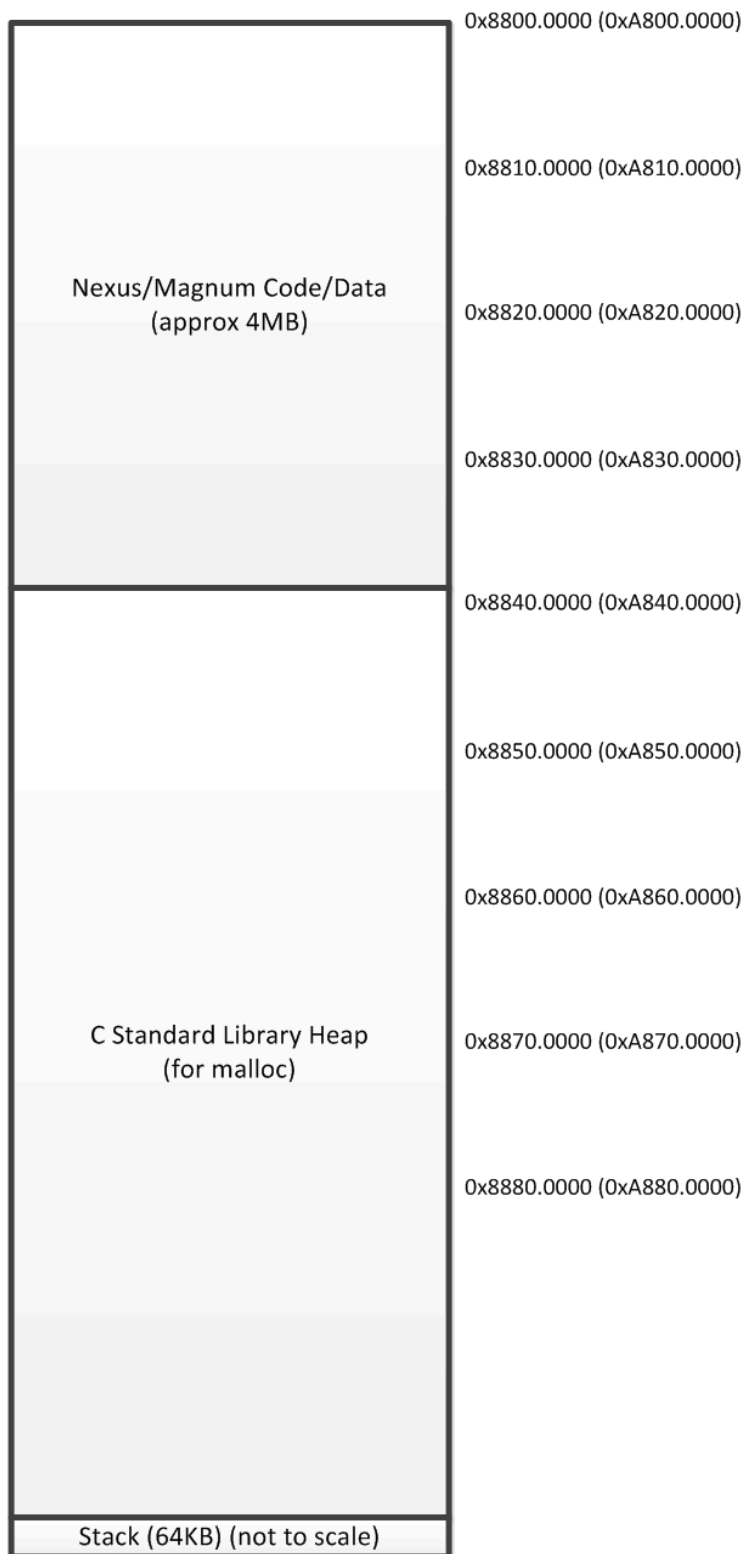 0x8800.0000 (0xA800.0000)
0x8810.0000 (0xA810.0000)
Nexus/Magnum Code/Data
(approx 4MB)
0x8820.0000 (0xA820.0000)
0x8830.0000 (0xA830.0000)
0x8840.0000 (0xA840.0000)
0x8850.0000 (0xA850.0000)
0x8860.0000 (0xA860.0000)
C Standard Library Heap
(for malloc)
0x8870.0000 (0xA870.0000)
0x8880.0000 (0xA880.0000)
Stack (64KB) (not to scale)